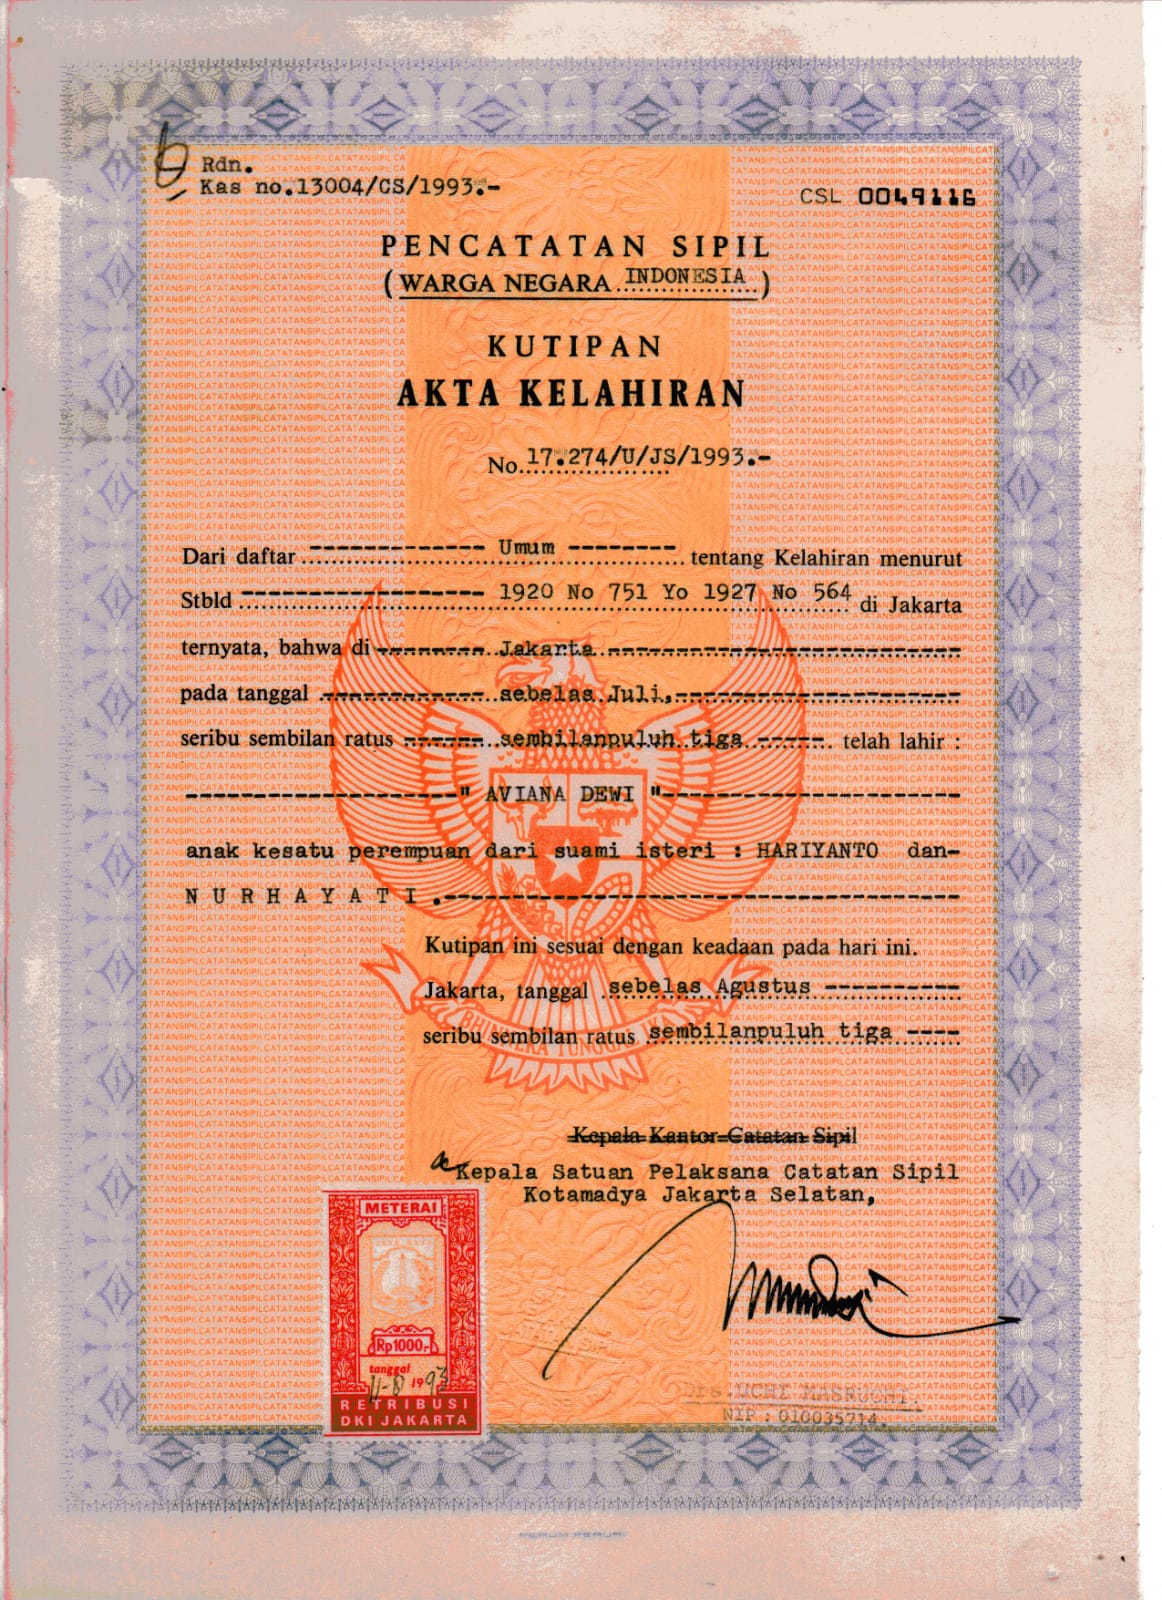 Rdn.
Kas no.13004/CS/1993.-
CSL 0049116
PENCATATAN SIPIL
(WARGA NEGARA INDONESIA)
KUTIPAN
AKTA KELAHIRAN
No. 17.274/U/JS/1993.-
Dari daftar Umum tentang Kelahiran menurut
Stbld 1920 No 751 Yo 1927 No 564 di Jakarta
ternyata, bahwa di Jakarta
pada tanggal sebelas Juli,
seribu sembilan ratus sembilanpuluh tiga telah lahir :
" AVIANA DEWI "
anak kesatu perempuan dari suami isteri : HARIYANTO dan-
N U R H A Y A T I .
Kutipan ini sesuai dengan keadaan pada hari ini.
Jakarta, tanggal sebelas Agustus
seribu sembilan ratus sembilanpuluh tiga
Kepala Kantor Catatan Sipil
Kepala Satuan Pelaksana Catatan Sipil
Kotamadya Jakarta Selatan,
METERAI
Rp1000,-
tanggal
11-8 1993
RETRIBUSI
DKI JAKARTA
NIP : 010035714.
PERUM PERURI